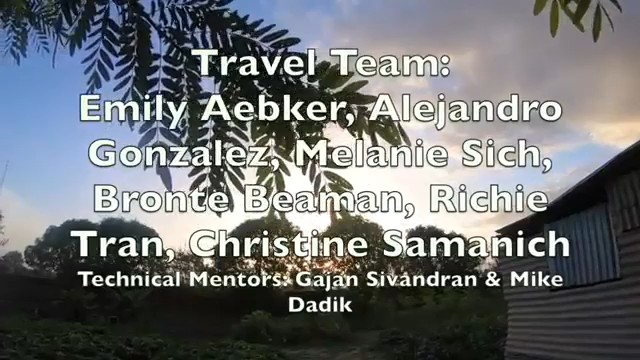 Travel Team:
Emily Aebker, Alejandro
Gonzalez, Melanie Sich,
Bronte Beaman, Richie
Tran, Christine Samanich
Technical Mentors: Gajan Sivandran & Mike
Dadik